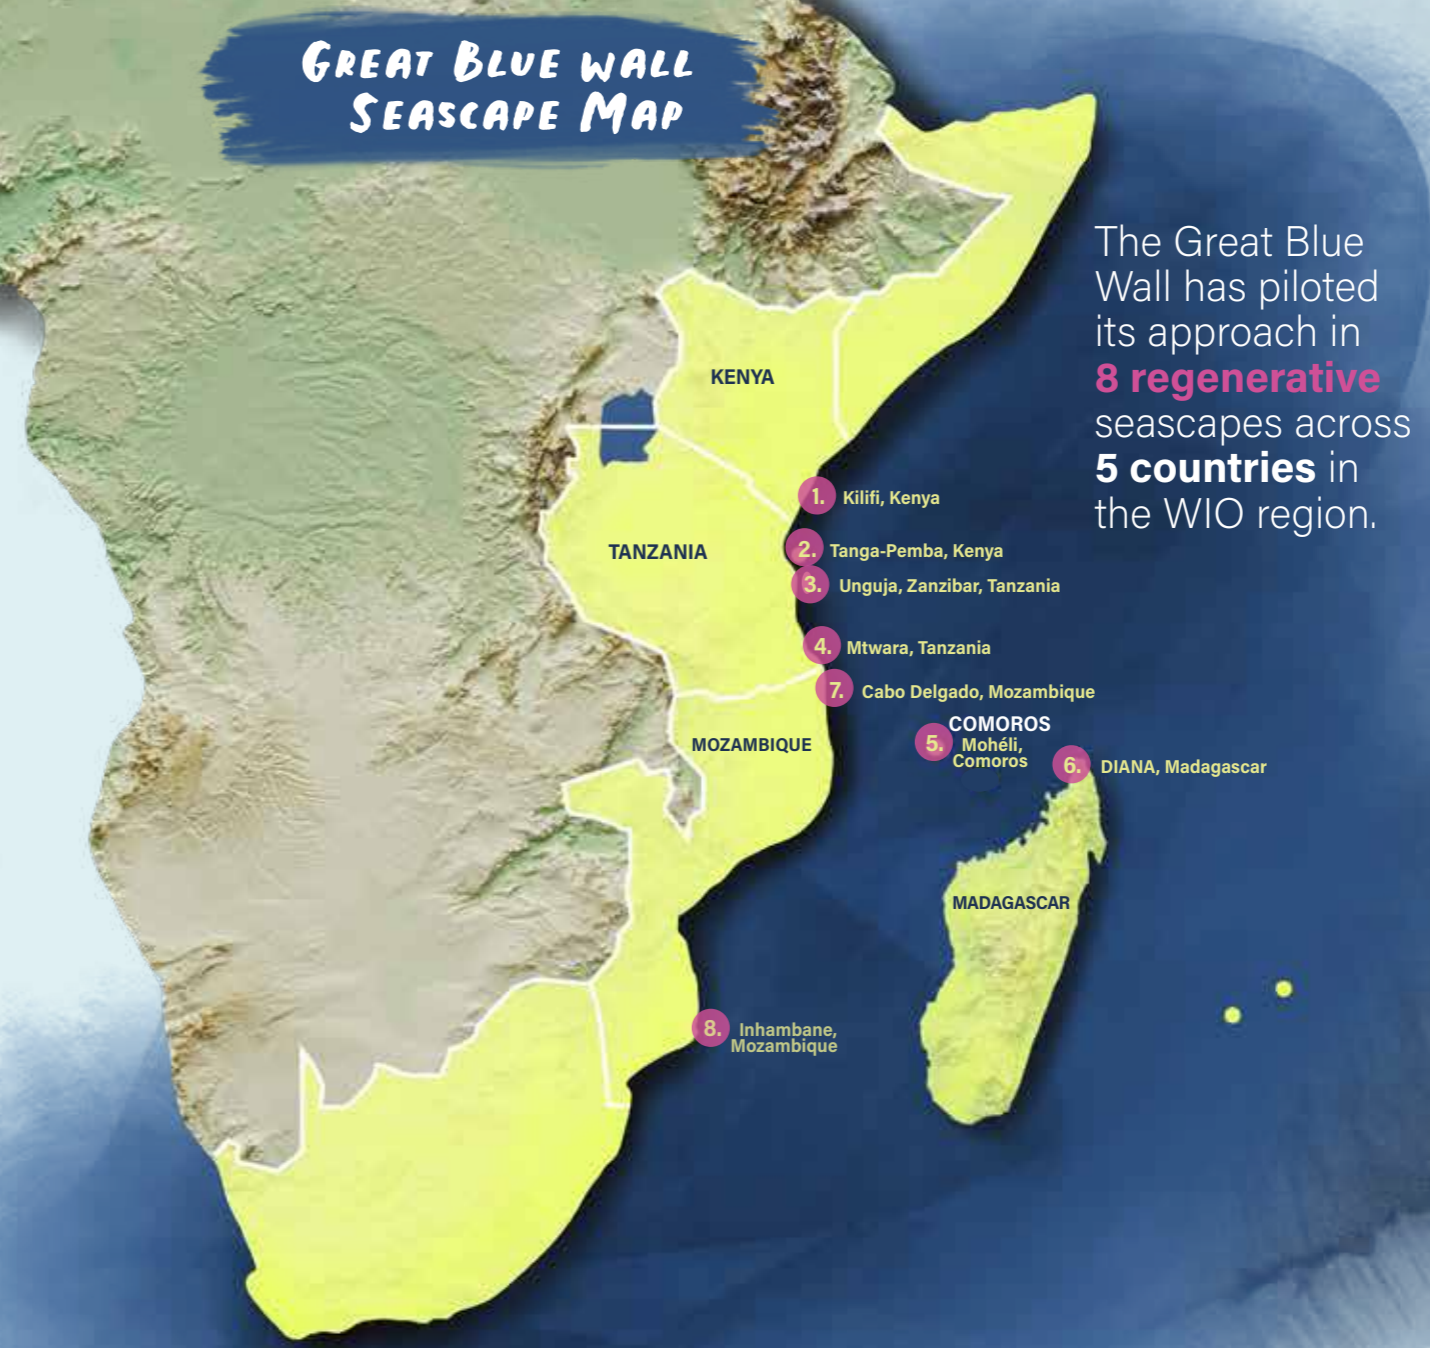 GREAT BLUE WALL
SEASCAPE MAP
The Great Blue
Wall has piloted
its approach in
8 regenerative
seascapes across
5 countries in
the WIO region.
KENYA
TANZANIA
MOZAMBIQUE
MADAGASCAR
1. Kilifi, Kenya
2. Tanga-Pemba, Kenya
3. Unguja, Zanzibar, Tanzania
4. Mtwara, Tanzania
7. Cabo Delgado, Mozambique
COMOROS
5. Mohéli,
Comoros
6. DIANA, Madagascar
8. Inhambane,
Mozambique